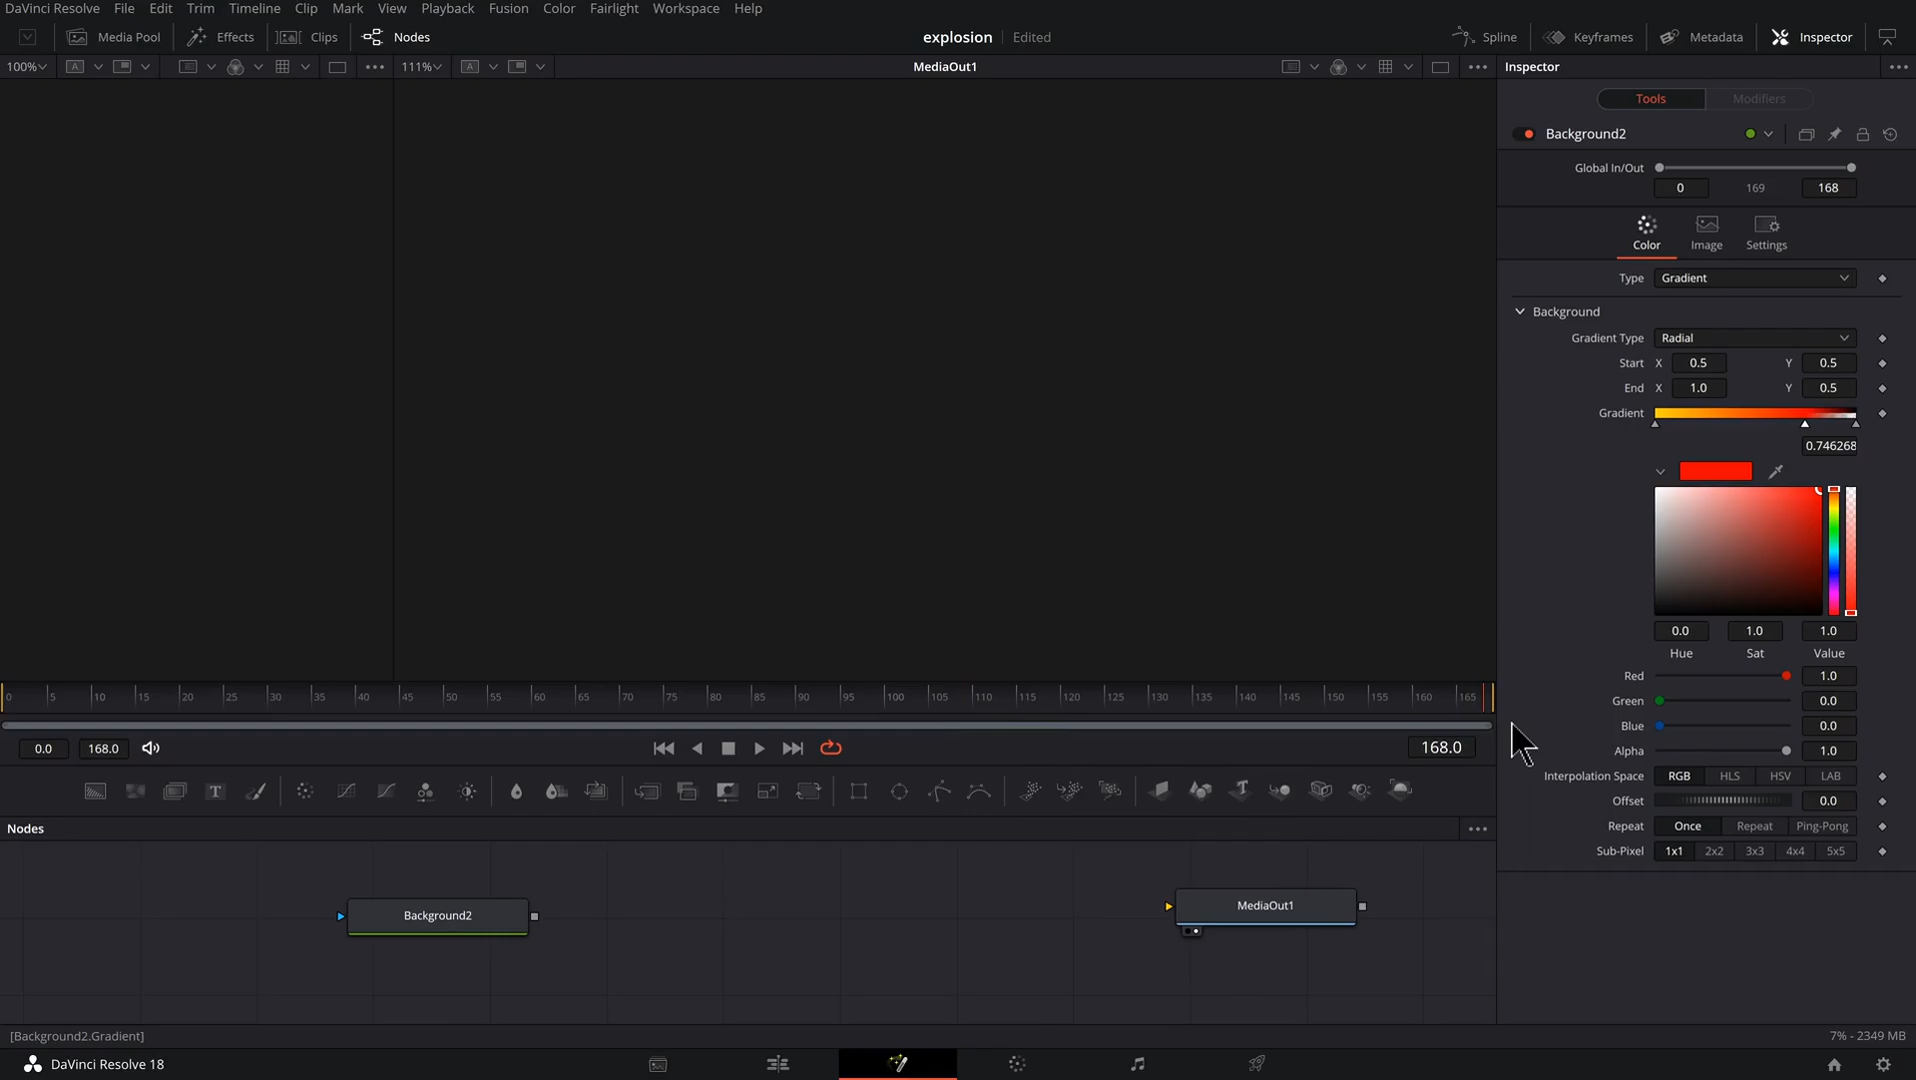 DaVinci Resolve File Edit Trim Timeline Clip Mark View Playback Fusion Color Fairlight Workspace Help
Media Pool Effects Clips Nodes explosion Edited Spline Keyframes Metadata Inspector
100% 111% MediaOut1 Inspector
Tools Modifiers
Background2
Global In/Out
0 169 168
Color Image Settings
Type Gradient
Background
Gradient Type Radial
Start X 0.5 Y 0.5
End X 1.0 Y 0.5
Gradient
0.746268
0.0 1.0 1.0
Hue Sat Value
Red 1.0
Green 0.0
Blue 0.0
Alpha 1.0
Interpolation Space RGB HLS HSV LAB
Offset 0.0
Repeat Once Repeat Ping-Pong
Sub-Pixel 1x1 2x2 3x3 4x4 5x5
0 5 10 15 20 25 30 35 40 45 50 55 60 65 70 75 80 85 90 95 100 105 110 115 120 125 130 135 140 145 150 155 160 165
0.0 168.0 168.0
Nodes
Background2 MediaOut1
[Background2.Gradient] 7% - 2349 MB
DaVinci Resolve 18